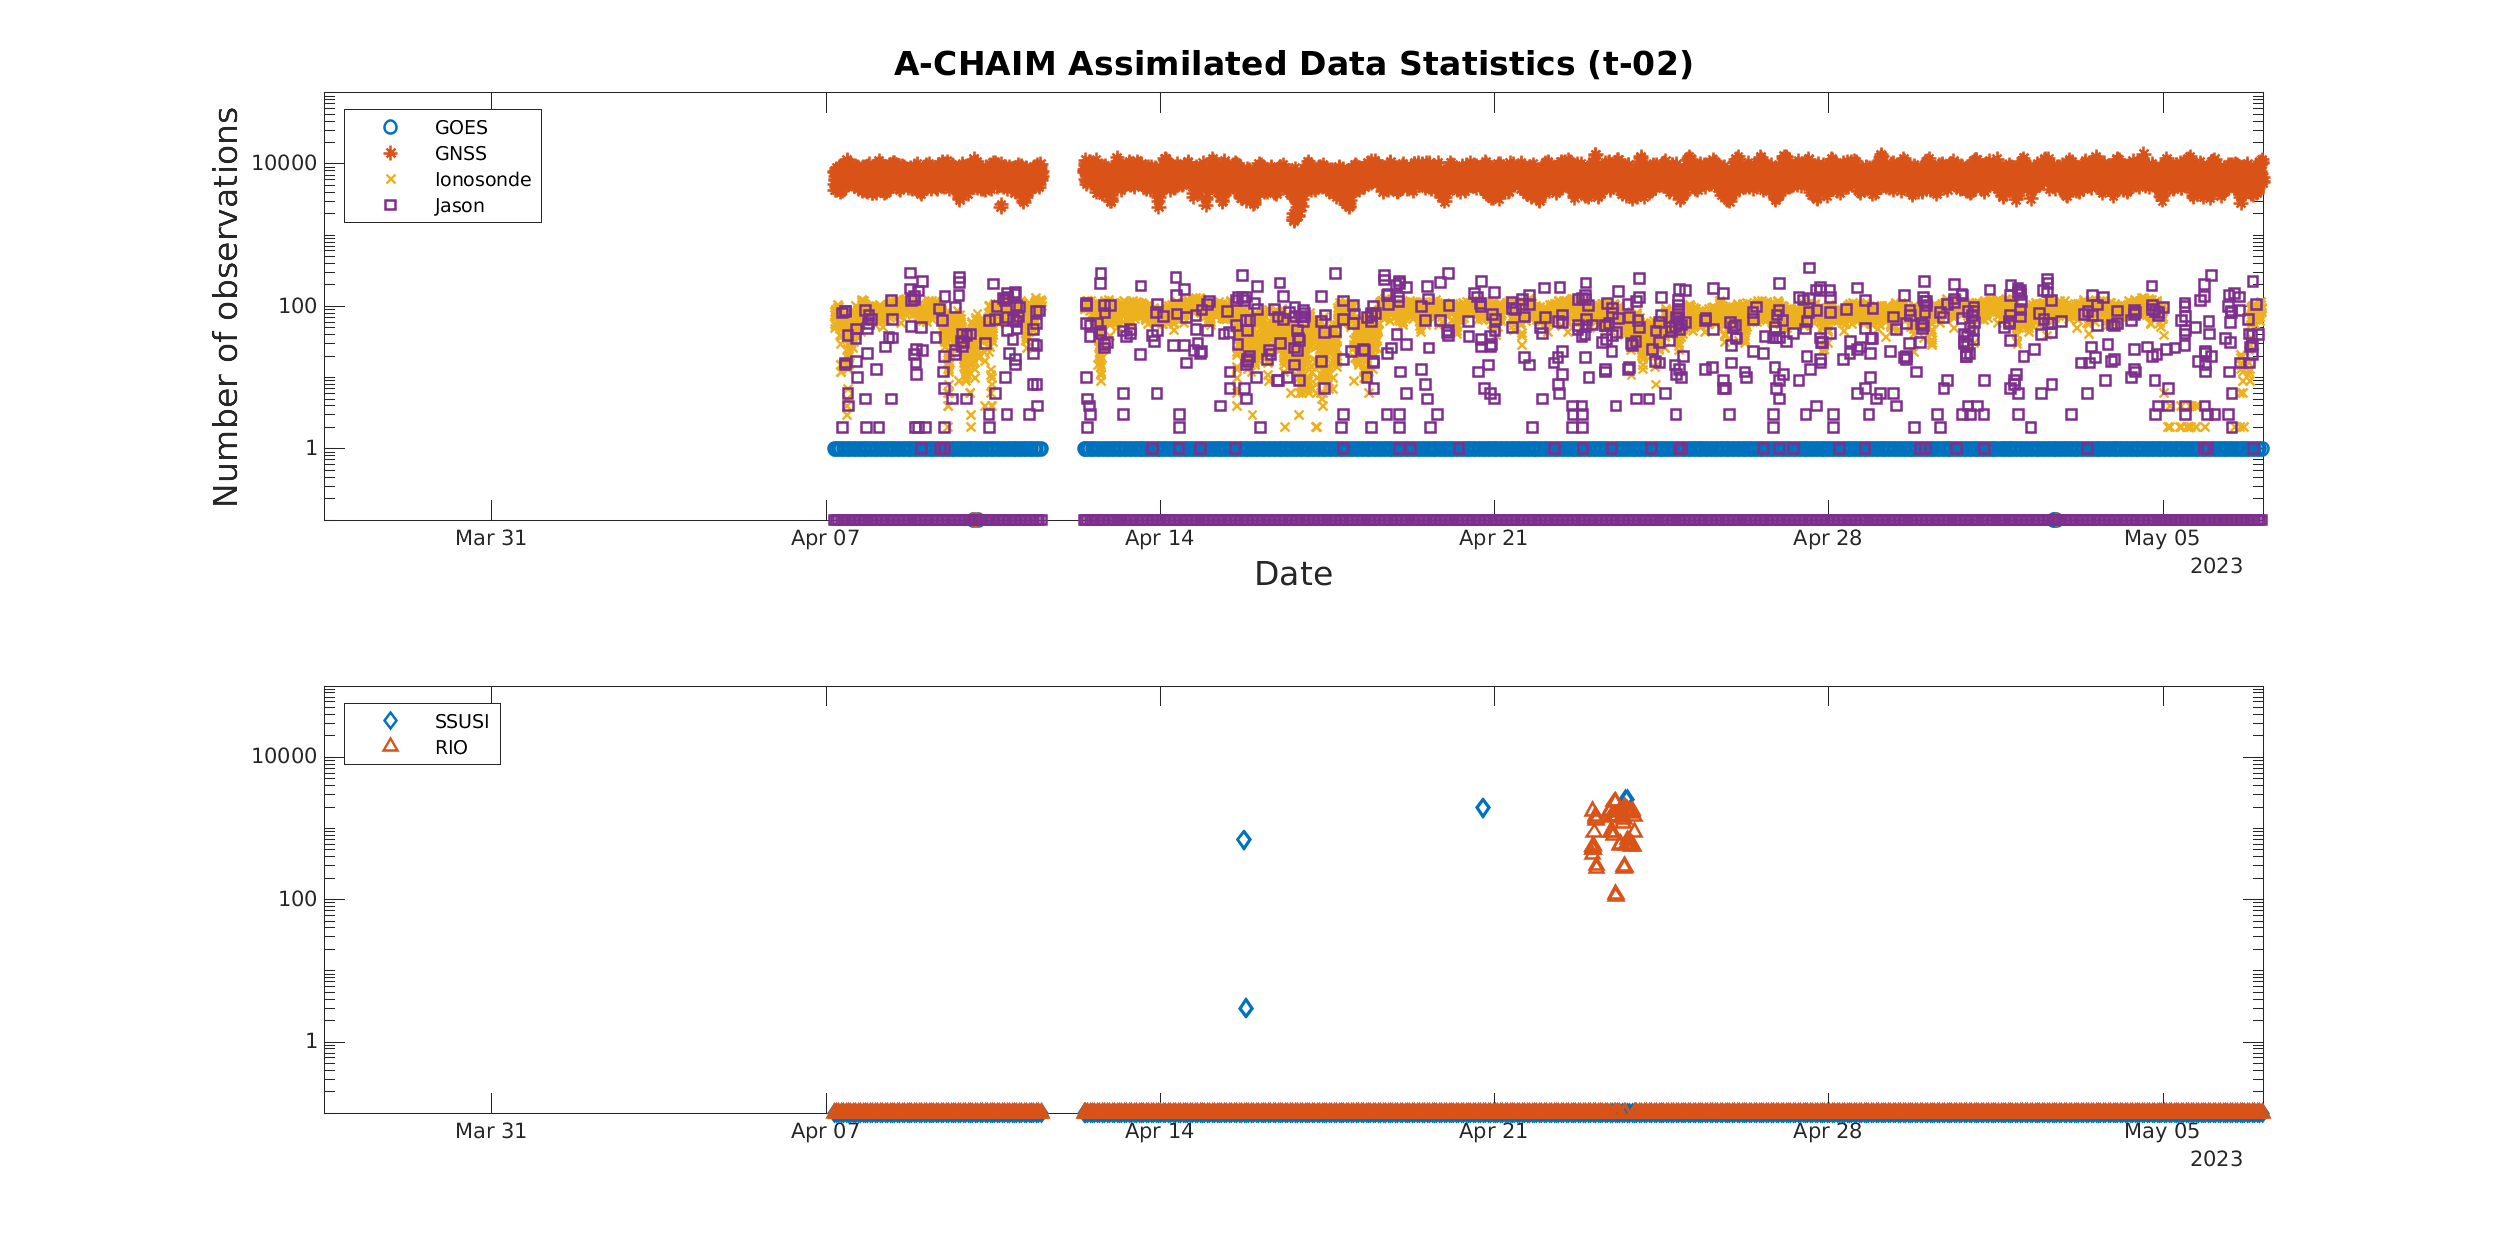 A-CHAIM Assimilated Data Statistics (t-02)
Number of observations
10000
100
1
GOES
GNSS
Ionosonde
Jason
Mar 31
Apr 07
Apr 14
Apr 21
Apr 28
May 05
2023
Date
10000
100
1
SSUSI
RIO
Mar 31
Apr 07
Apr 14
Apr 21
Apr 28
May 05
2023